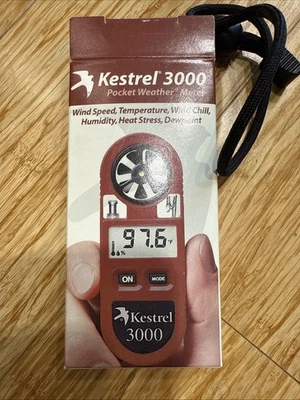 Kestrel® 3000
Pocket Weather™ Meter
Wind Speed, Temperature, Wind Chill,
Humidity, Heat Stress, Dewpoint
97.6 °F
%
ON
MODE
Kestrel
3000